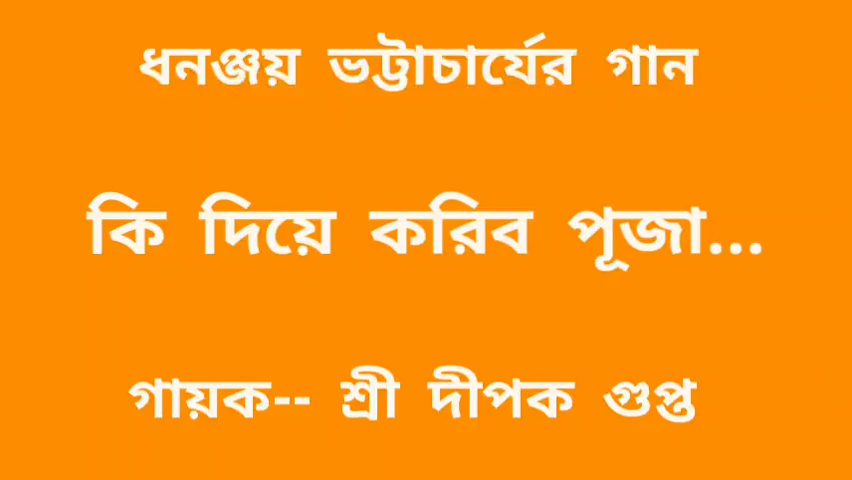 ধনঞ্জয় ভট্টাচার্যের গান
কি দিয়ে করিব পূজা...
গায়ক-- শ্রী দীপক গুপ্ত